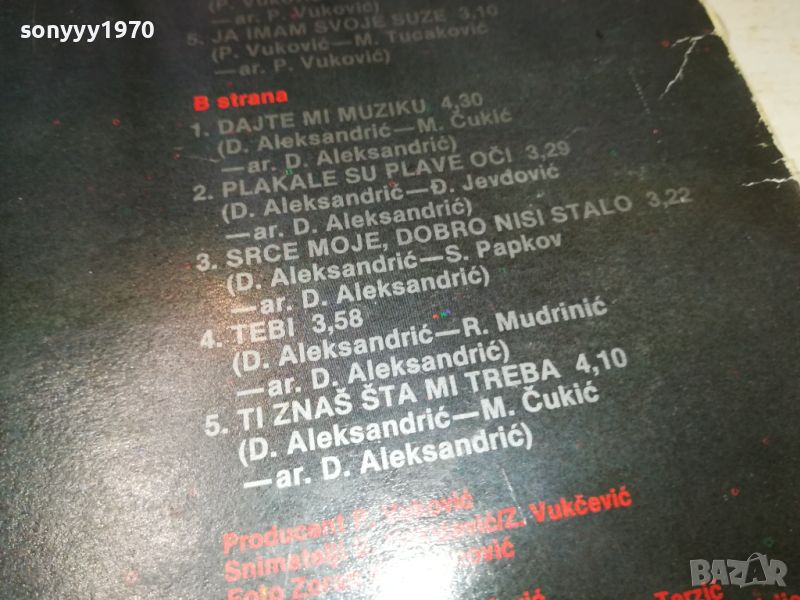 sonyyy1970
(P. Vuković
5. JA IMAM SVOJE SUZE 3,10
(P. Vuković—M. Tucaković
—ar. P. Vuković)
B strana
1. DAJTE MI MUZIKU 4,30
(D. Aleksandrić—M. Čukić
—ar. D. Aleksandrić)
2. PLAKALE SU PLAVE OČI 3,29
(D. Aleksandrić—Đ. Jevdović
—ar. D. Aleksandrić)
3. SRCE MOJE, DOBRO NISI STALO 3,22
(D. Aleksandrić—S. Papkov
—ar. D. Aleksandrić)
4. TEBI 3,58
(D. Aleksandrić—R. Mudrinić
—ar. D. Aleksandrić)
5. TI ZNAŠ ŠTA MI TREBA 4,10
(D. Aleksandrić—M. Čukić
—ar. D. Aleksandrić)
Producent P. Vuković
Snimatelji Z. Vukčević
Foto
Terzić
BAZAR